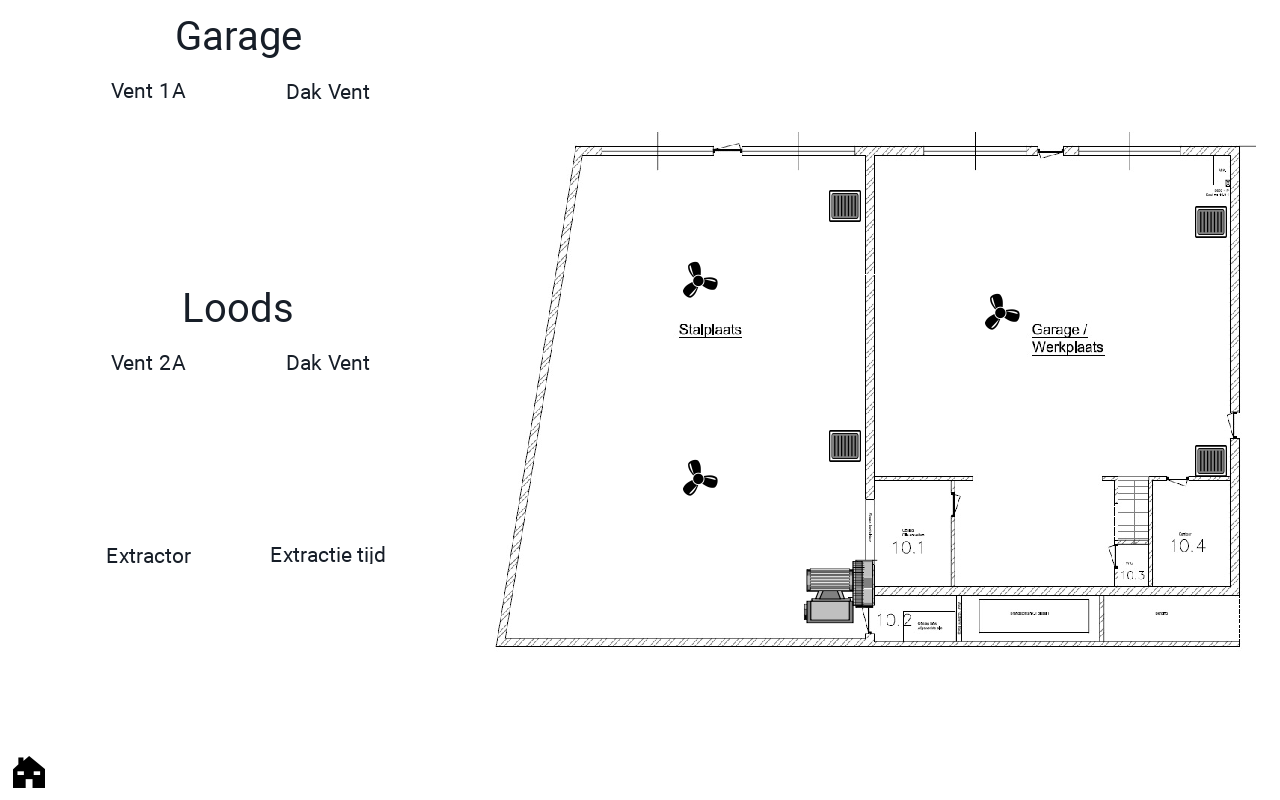 Garage
Vent 1A
Dak Vent
Loods
Vent 2A
Dak Vent
Extractor
Extractie tijd
Stalplaats
Garage /
Werkplaats
10.1
10.2
10.3
10.4